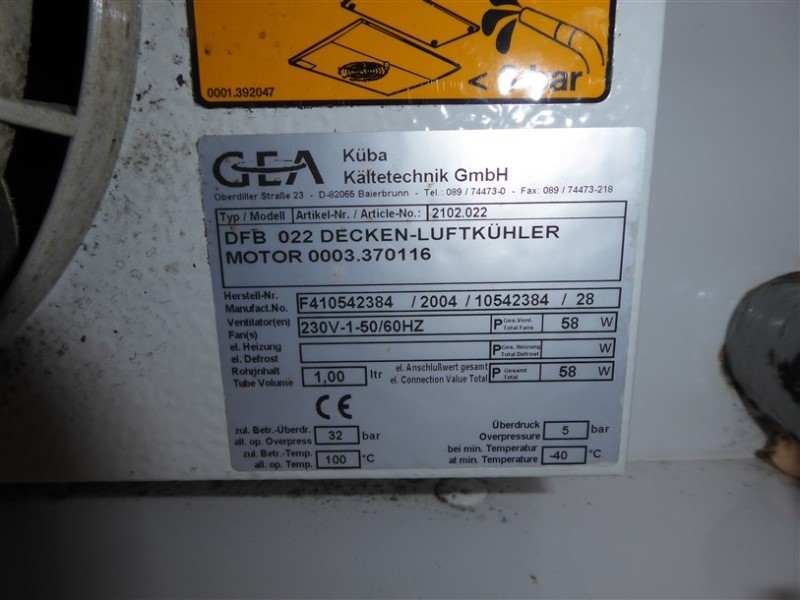 0001.392047
bar
GEA Küba
Kältetechnik GmbH
Oberdiller Straße 23 - D-82065 Baierbrunn - Tel.: 089 / 74473-0 - Fax: 089 / 74473-218
Typ / Modell Artikel-Nr. / Article-No.: 2102.022
DFB 022 DECKEN-LUFTKÜHLER
MOTOR 0003.370116
Herstell-Nr.
Manufact.No. F410542384 / 2004 / 10542384 / 28
Ventilator(en)
Fan(s) 230V-1-50/60HZ P Ges.Vent. Total Fans 58 W
el. Heizung
el. Defrost P Ges. Heizung Total Defrost W
Rohrinhalt
Tube Volume 1,00 ltr el. Anschlußwert gesamt
el. Connection Value Total P Gesamt Total 58 W
CE
zul. Betr.-Überdr.
all. op. Overpress 32 bar
zul. Betr.-Temp.
all. op. Temp. 100 °C
Überdruck
Overpressure 5 bar
bei min. Temperatur
at min. Temperature -40 °C